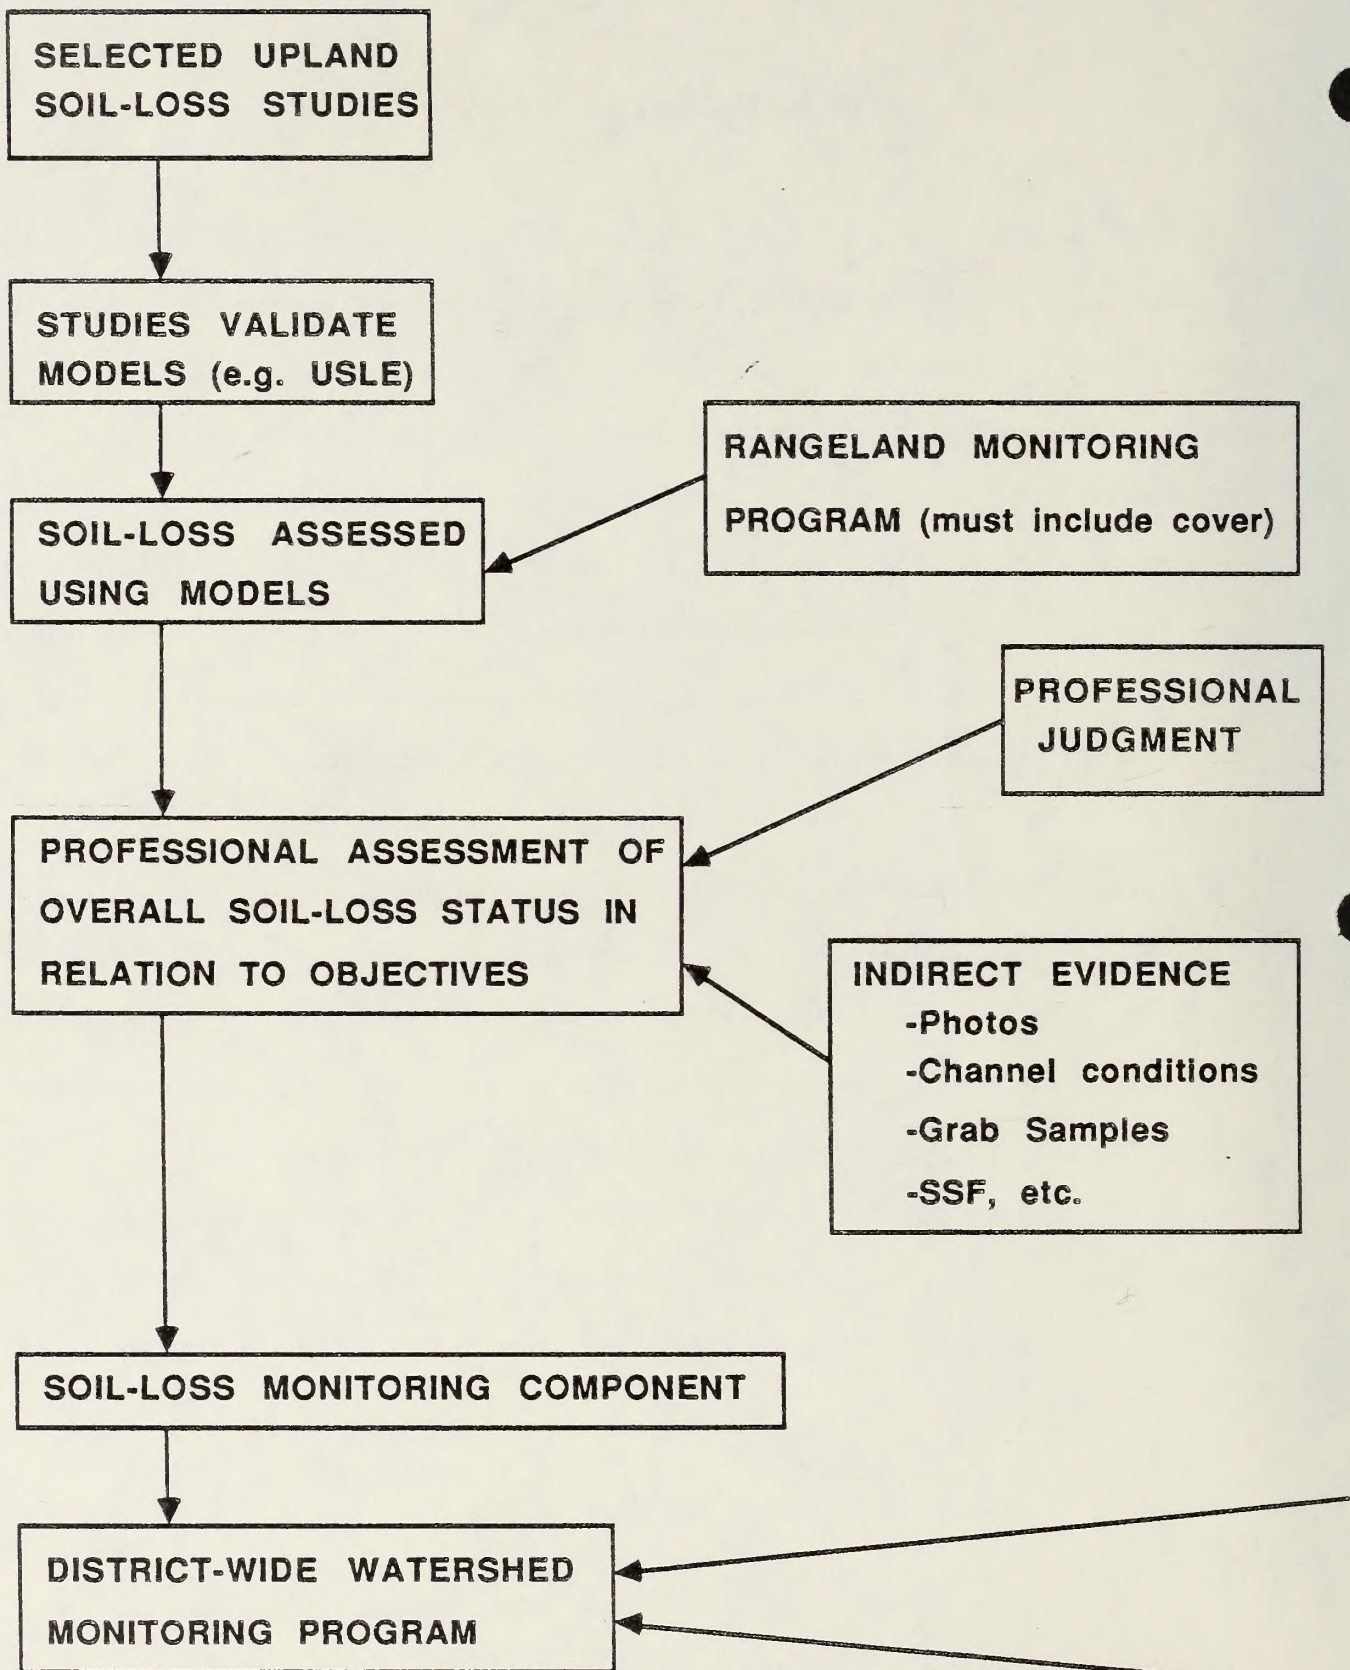 SELECTED UPLAND
SOIL-LOSS STUDIES
STUDIES VALIDATE
MODELS (e.g. USLE)
RANGELAND MONITORING
PROGRAM (must include cover)
SOIL-LOSS ASSESSED
USING MODELS
PROFESSIONAL
JUDGMENT
PROFESSIONAL ASSESSMENT OF
OVERALL SOIL-LOSS STATUS IN
RELATION TO OBJECTIVES
INDIRECT EVIDENCE
-Photos
-Channel conditions
-Grab Samples
-SSF, etc.
SOIL-LOSS MONITORING COMPONENT
DISTRICT-WIDE WATERSHED
MONITORING PROGRAM